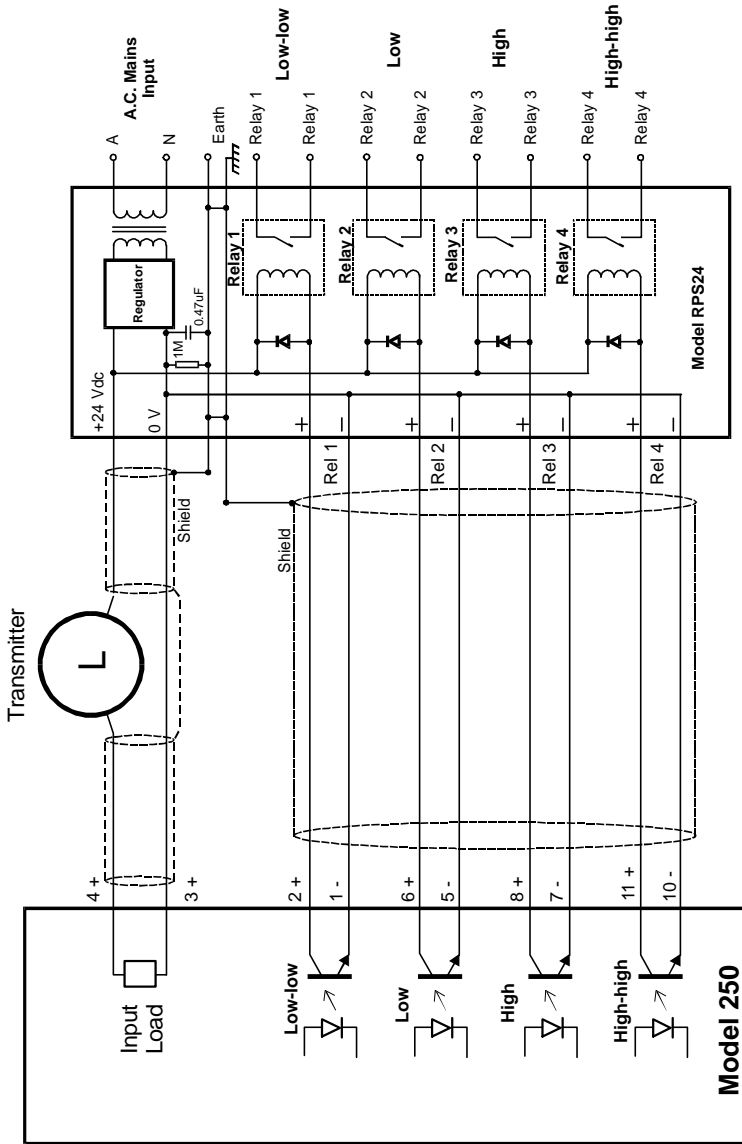 Low-low
Low
High
High-high
A.C. Mains
Input
A
N
Earth
Relay 1
Relay 1
Relay 2
Relay 2
Relay 3
Relay 3
Relay 4
Relay 4
Regulator
0.47uF
1M
Relay 1
Relay 2
Relay 3
Relay 4
Model RPS24
+24 Vdc
0 V
+
–
+
–
+
–
+
–
Rel 1
Rel 2
Rel 3
Rel 4
Shield
Shield
Transmitter
L
4 +
3 +
2 +
1 -
6 +
5 -
8 +
7 -
11 +
10 -
Input
Load
Low-low
Low
High
High-high
Model 250